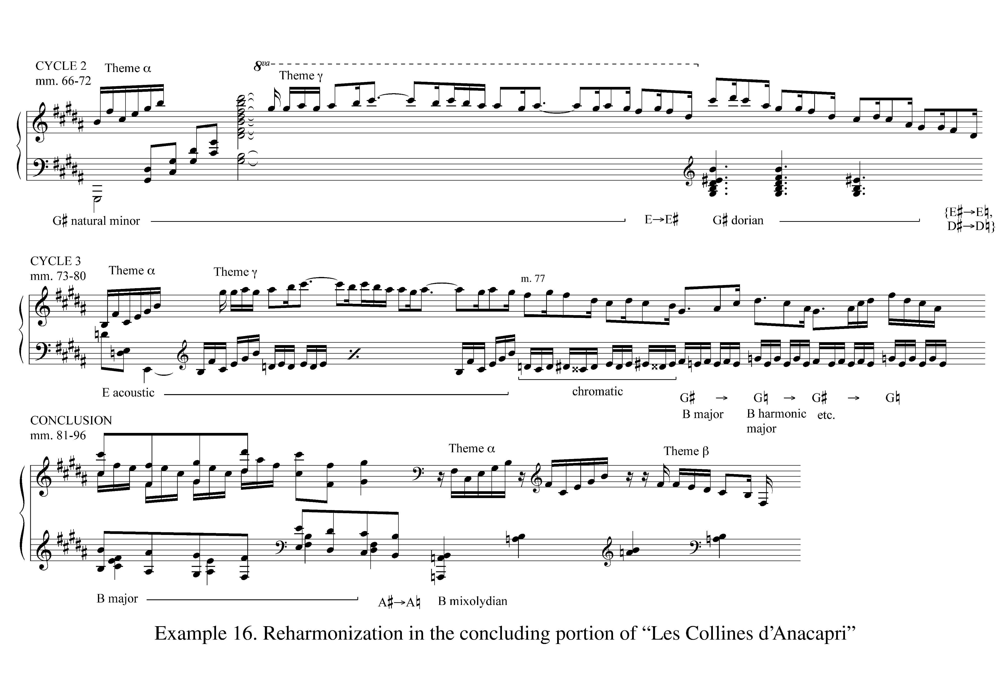 CYCLE 2
mm. 66-72
Theme α
8va
Theme γ
G♯ natural minor
E→E♯
G♯ dorian
{E♯→E♮,
D♯→D♮}
CYCLE 3
mm. 73-80
Theme α
Theme γ
m. 77
E acoustic
chromatic
G♯ → G♮ → G♯ → G♮
B major
B harmonic
major
etc.
CONCLUSION
mm. 81-96
Theme α
Theme β
B major
A♯→A♮
B mixolydian
Example 16. Reharmonization in the concluding portion of “Les Collines d’Anacapri”